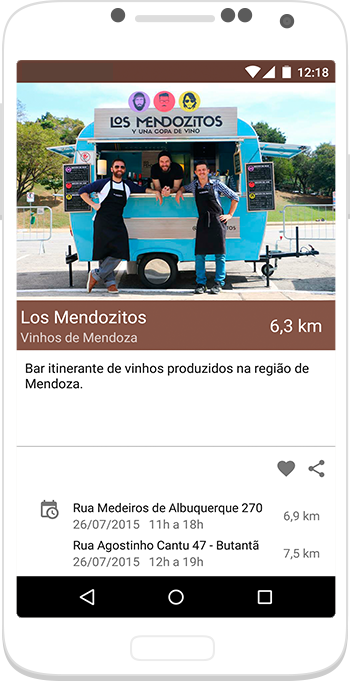 12:18
LOS MENDOZITOS
Y UNA COPA DE VINO
Los Mendozitos
6,3 km
Vinhos de Mendoza
Bar itinerante de vinhos produzidos na região de
Mendoza.
Rua Medeiros de Albuquerque 270
26/07/2015 11h a 18h
6,9 km
Rua Agostinho Cantu 47 - Butantã
26/07/2015 12h a 19h
7,5 km